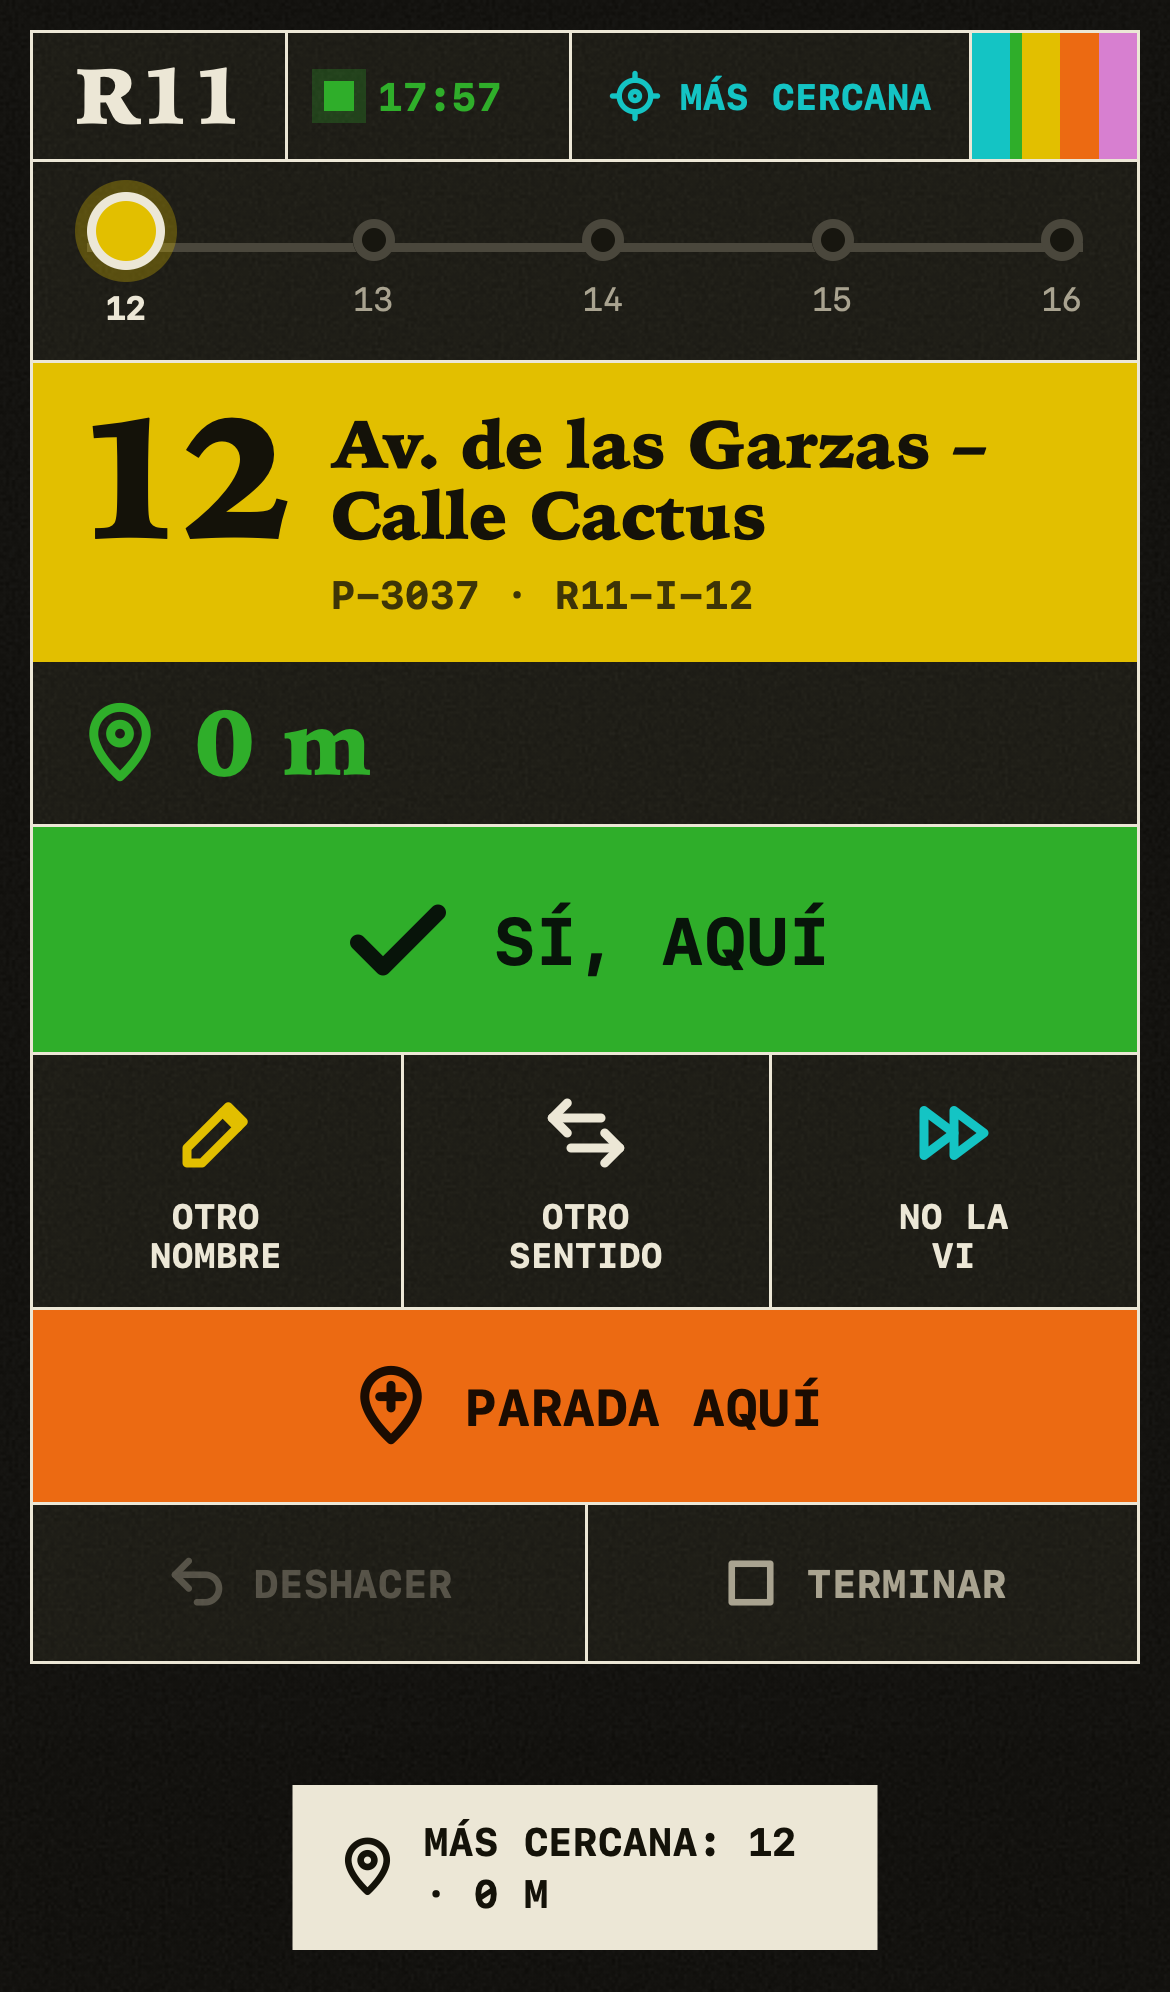 R11
17:57
MÁS CERCANA
12
13
14
15
16
12
Av. de las Garzas –
Calle Cactus
P–3037 · R11–I–12
0 m
SÍ, AQUÍ
OTRO
NOMBRE
OTRO
SENTIDO
NO LA
VI
PARADA AQUÍ
DESHACER
TERMINAR
MÁS CERCANA: 12
· 0 M